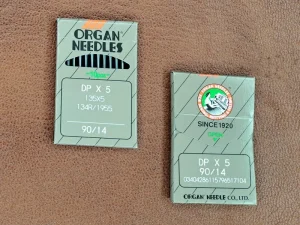 ORGAN
NEEDLES
DP X 5
135X5
134R/1955
90/14
SINCE 1920
DP X 5
90/14
ORGAN NEEDLE CO., LTD.